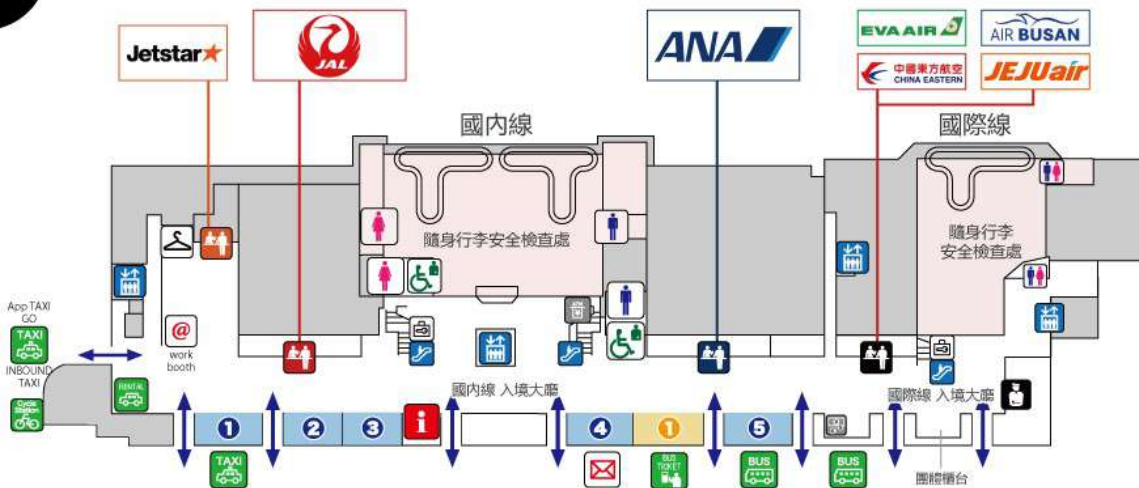 Jetstar
JAL
ANA
EVA AIR
AIR BUSAN
中國東方航空
CHINA EASTERN
JEJUair
國內線
國際線
隨身行李安全檢查處
隨身行李
安全檢查處
ATM
App TAXI
GO
TAXI
INBOUND
TAXI
Cycle
Station
RENTAL
@
work
booth
國內線 入境大廳
國際線 入境大廳
1
2
3
i
4
1
5
TAXI
BUS
TICKET
BUS
BUS
團體櫃台